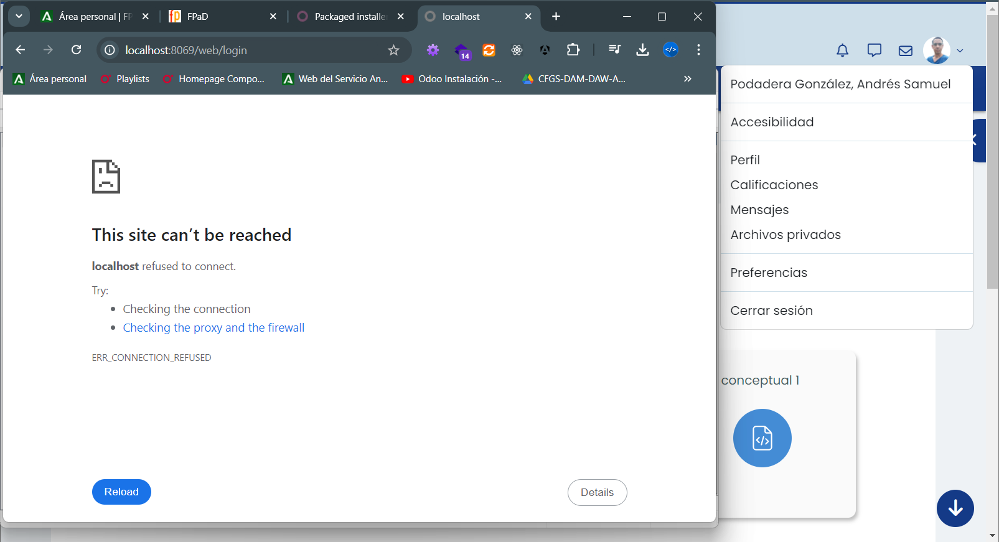 Área personal | FP
FPaD
Packaged installe
localhost
localhost:8069/web/login
14
Área personal
Playlists
Homepage Compo...
Web del Servicio An...
Odoo Instalación -...
CFGS-DAM-DAW-A...
This site can’t be reached
localhost refused to connect.
Try:
Checking the connection
Checking the proxy and the firewall
ERR_CONNECTION_REFUSED
Reload
Details
Podadera González, Andrés Samuel
Accesibilidad
Perfil
Calificaciones
Mensajes
Archivos privados
Preferencias
Cerrar sesión
conceptual 1